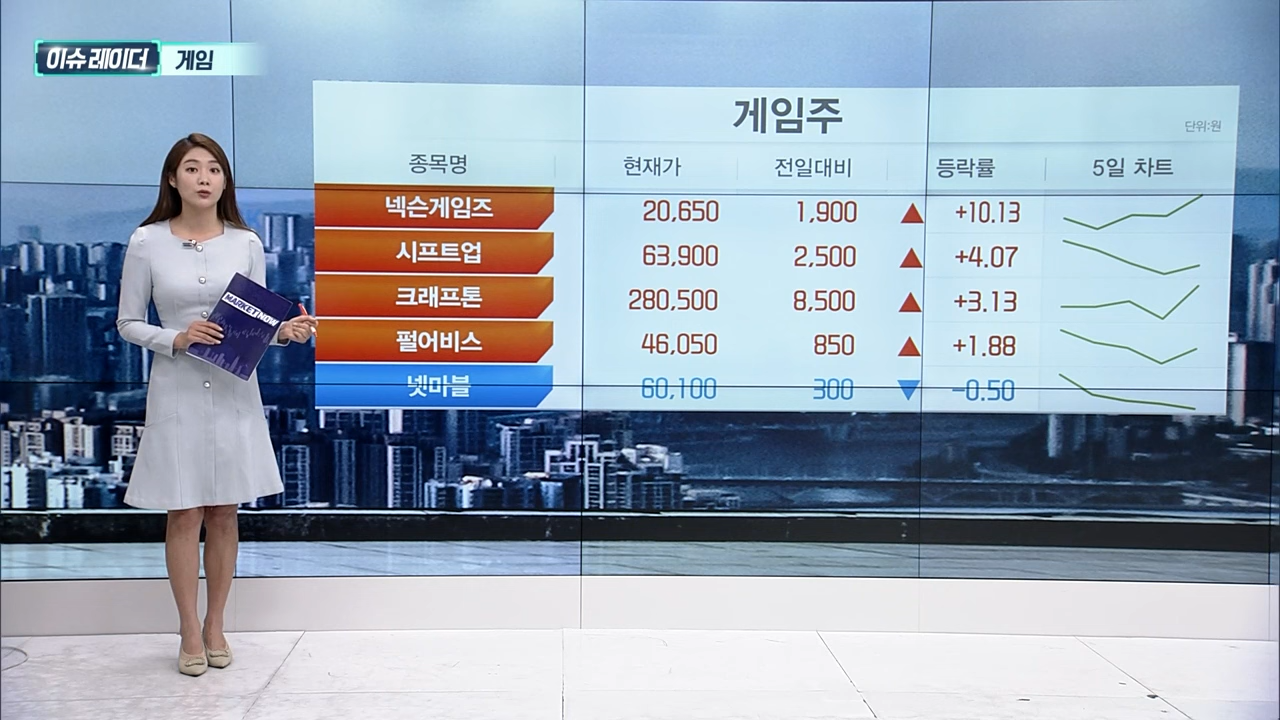 이슈레이더 게임
게임주
단위:원
종목명 현재가 전일대비 등락률 5일 차트
넥슨게임즈 20,650 1,900 ▲ +10.13
시프트업 63,900 2,500 ▲ +4.07
크래프톤 280,500 8,500 ▲ +3.13
펄어비스 46,050 850 ▲ +1.88
넷마블 60,100 300 ▼ -0.50
MARKETNOW